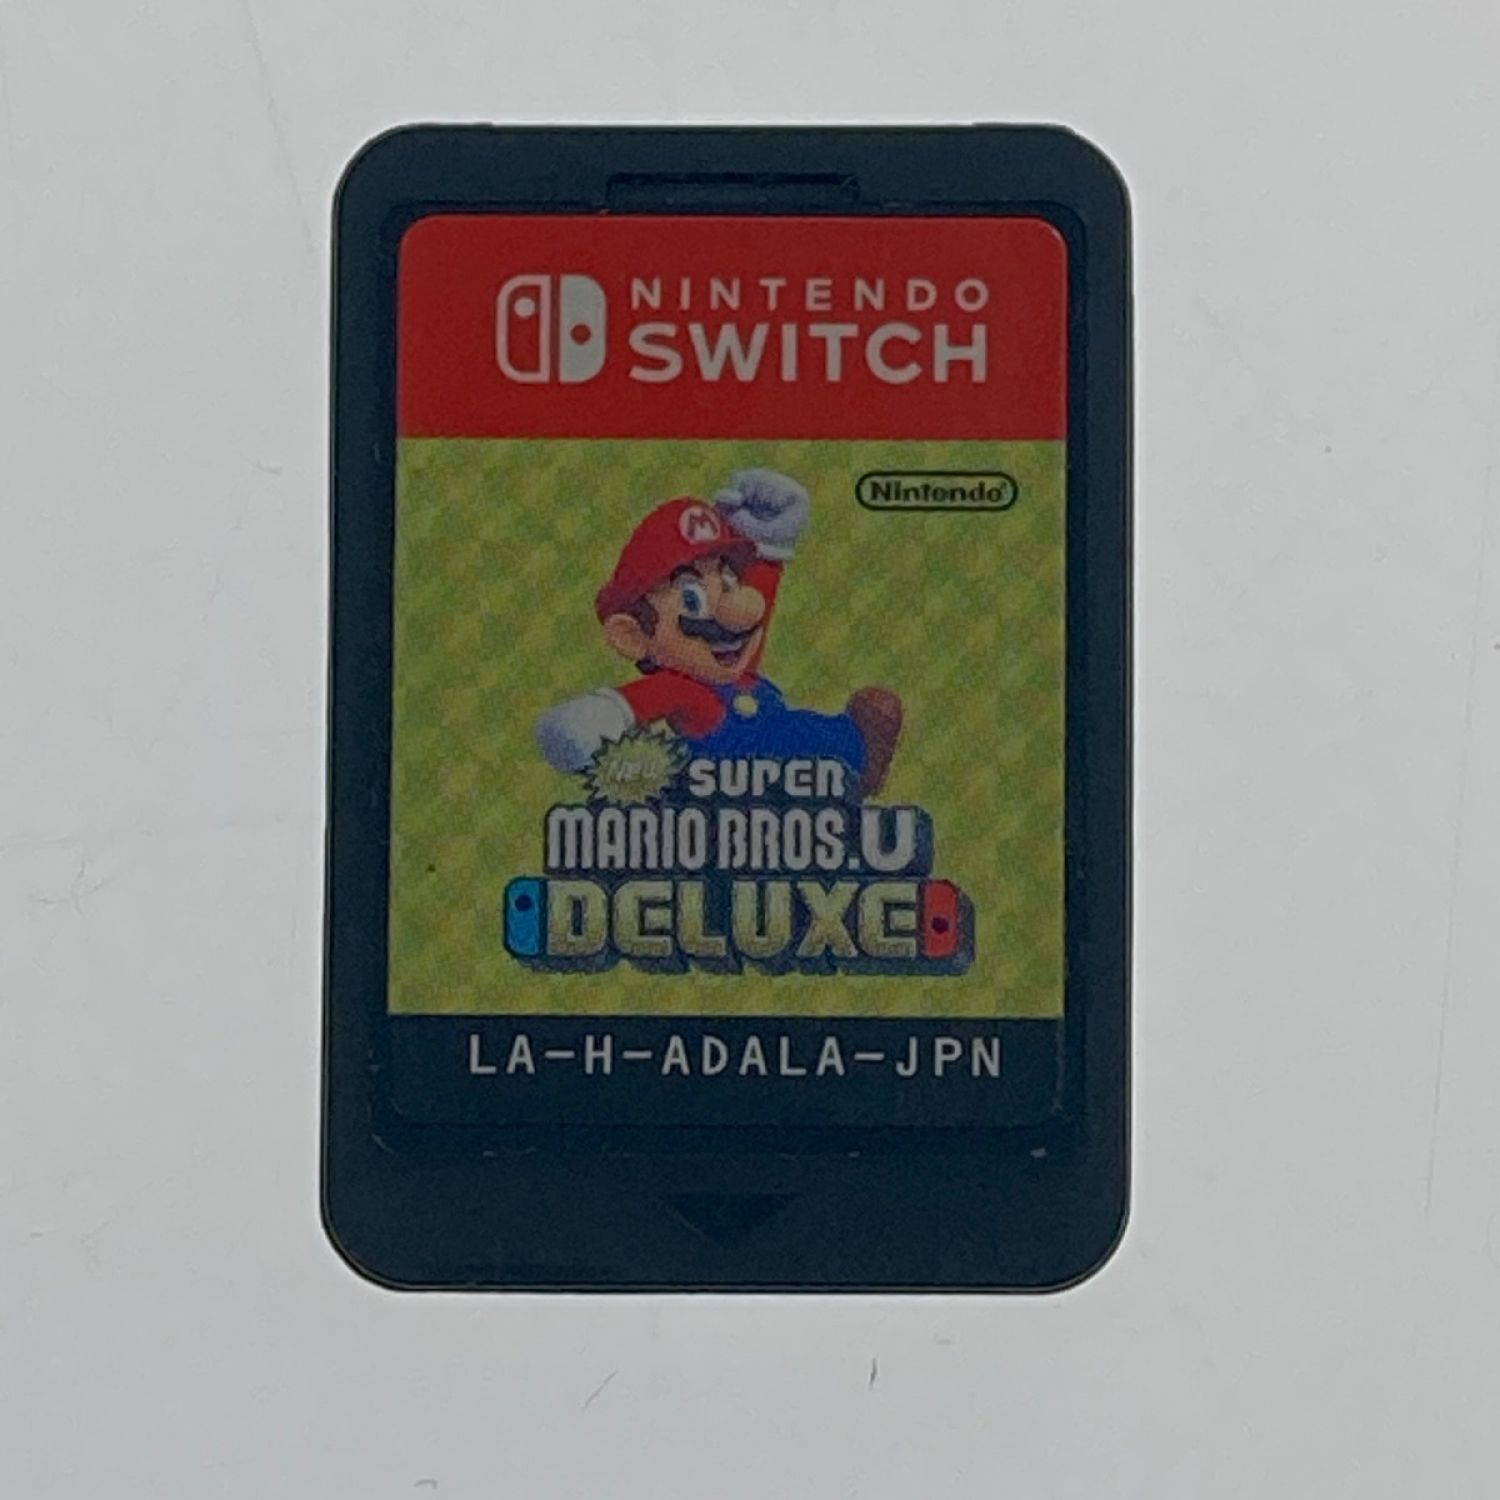 NINTENDO
SWITCH
Nintendo
M
New SUPER
MARIO BROS.U
DELUXE
LA-H-ADALA-JPN